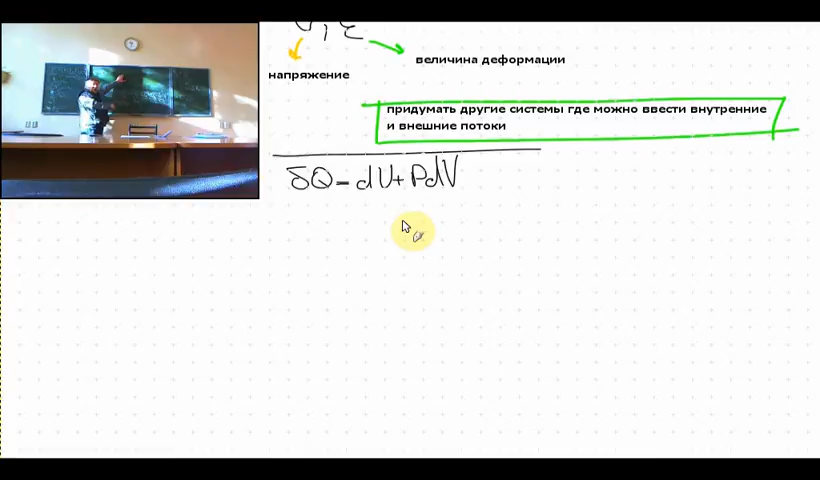 величина деформации
напряжение
придумать другие системы где можно ввести внутренние
и внешние потоки
δQ = dU + PdV